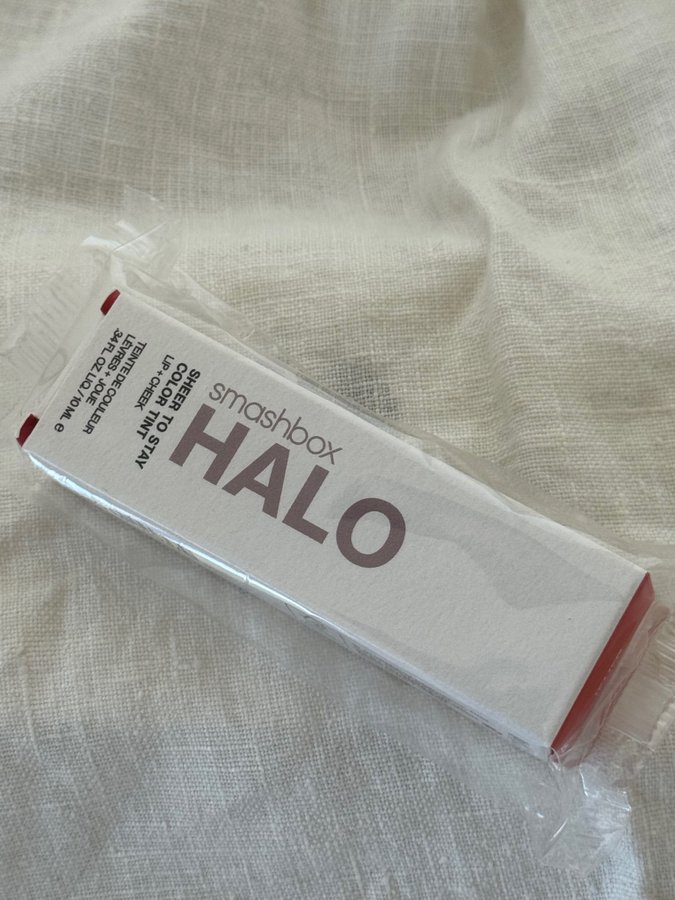 smashbox
HALO
SHEER TO STAY
COLOR TINT
LIP + CHEEK
TEINTE DE COULEUR
LÈVRES + JOUE
.34 FL. OZ. LIQ. / 10 ML ℮